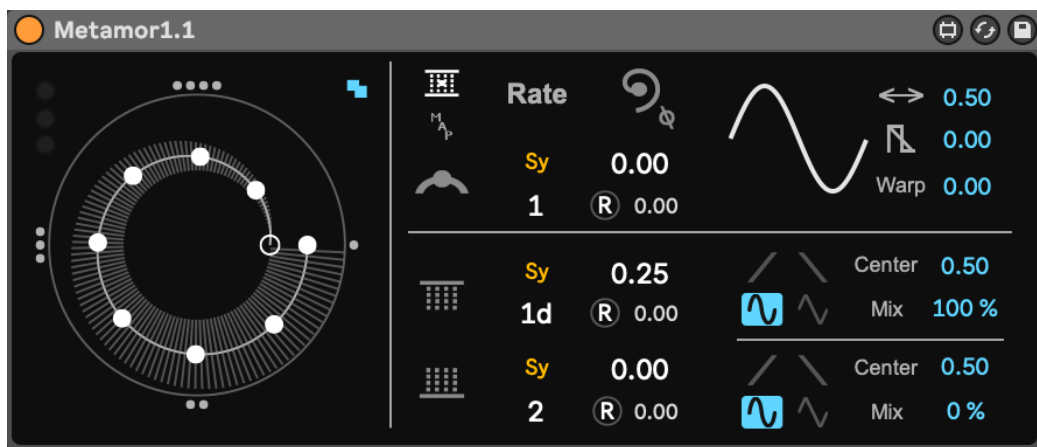 Metamor1.1
Rate
MAP
0.50
0.00
Warp 0.00
Sy 0.00
1 R 0.00
Sy 0.25
1d R 0.00
Center 0.50
Mix 100 %
Sy 0.00
2 R 0.00
Center 0.50
Mix 0 %